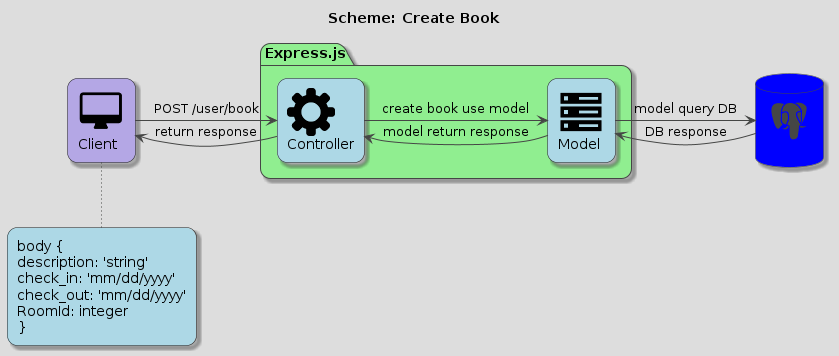 Scheme: Create Book
Express.js
POST /user/book
create book use model
model query DB
return response
model return response
DB response
Client
Controller
Model
body {
description: 'string'
check_in: 'mm/dd/yyyy'
check_out: 'mm/dd/yyyy'
RoomId: integer
}